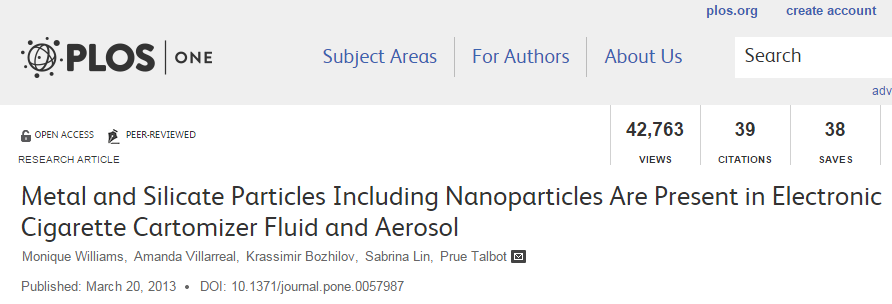 plos.org create account
PLOS ONE
Subject Areas For Authors About Us Search
adv
OPEN ACCESS PEER-REVIEWED
42,763 39 38
VIEWS CITATIONS SAVES
RESEARCH ARTICLE
Metal and Silicate Particles Including Nanoparticles Are Present in Electronic
Cigarette Cartomizer Fluid and Aerosol
Monique Williams, Amanda Villarreal, Krassimir Bozhilov, Sabrina Lin, Prue Talbot
Published: March 20, 2013 • DOI: 10.1371/journal.pone.0057987